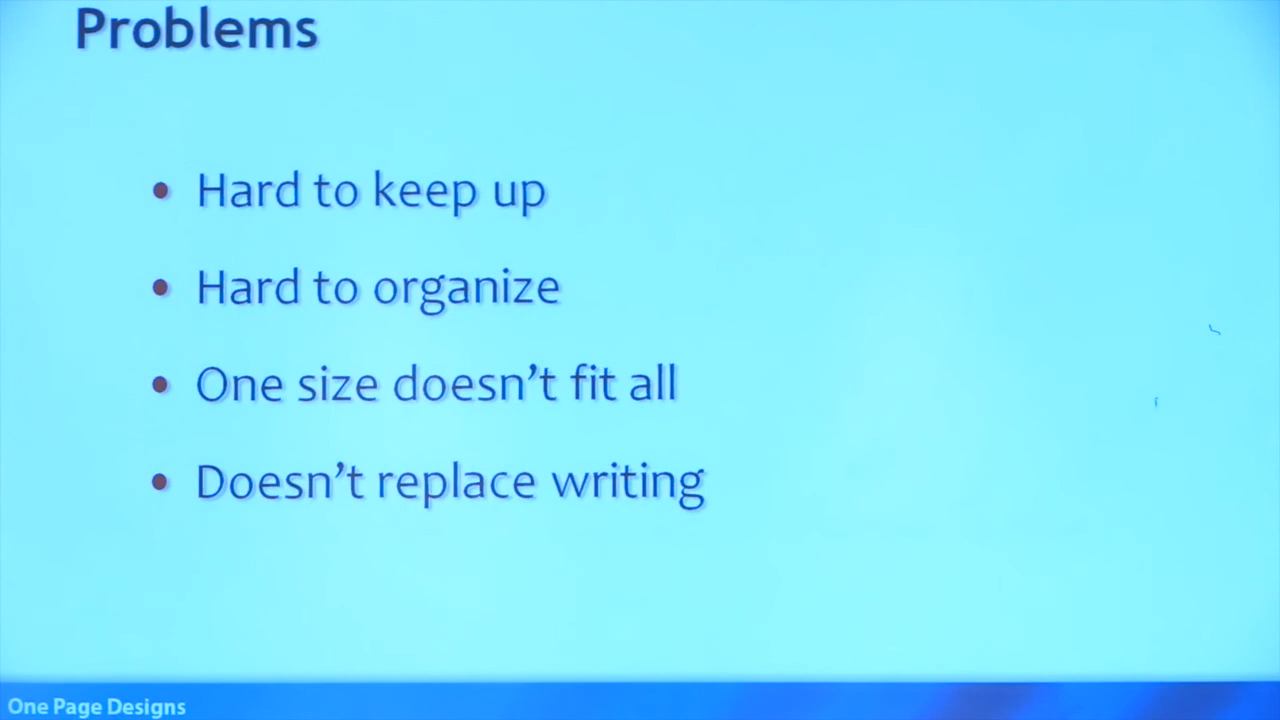 Problems
• Hard to keep up
• Hard to organize
• One size doesn’t fit all
• Doesn’t replace writing
One Page Designs